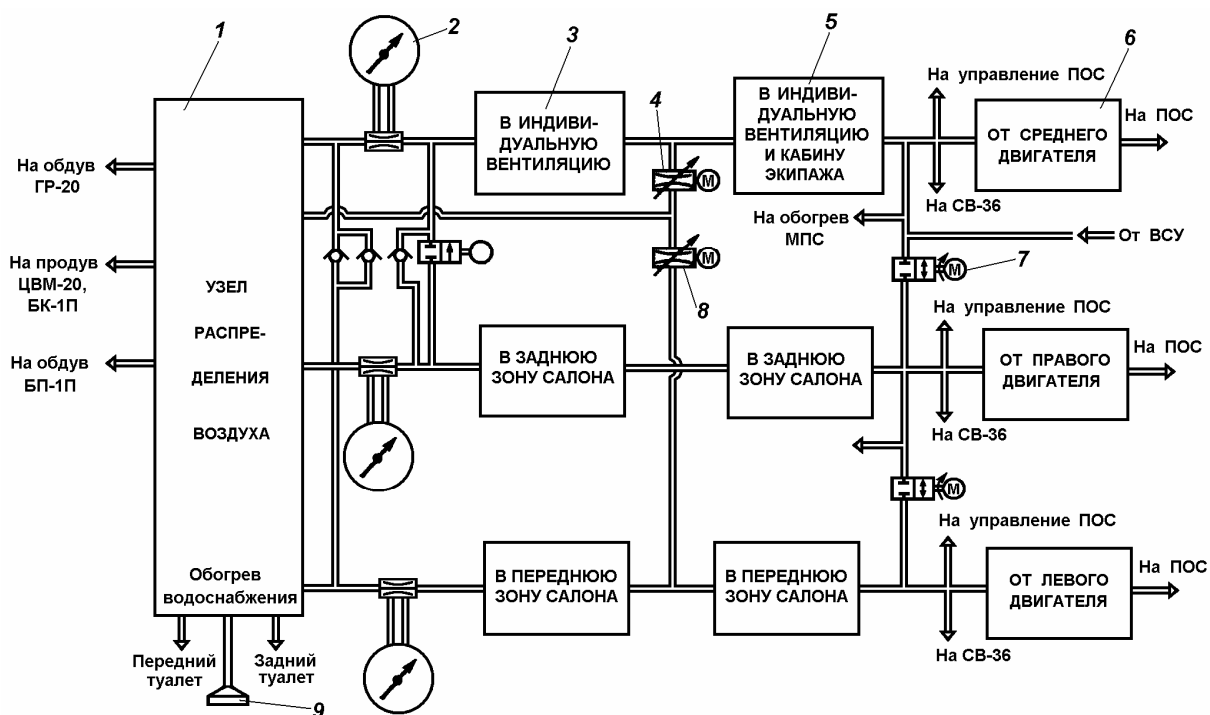 1
2
3
4
5
6
7
8
9
УЗЕЛ
РАСПРЕ-
ДЕЛЕНИЯ
ВОЗДУХА
Обогрев
водоснабжения
На обдув
ГР-20
На продув
ЦВМ-20,
БК-1П
На обдув
БП-1П
Передний
туалет
Задний
туалет
В ИНДИВИ-
ДУАЛЬНУЮ
ВЕНТИЛЯЦИЮ
М
М
В ИНДИВИ-
ДУАЛЬНУЮ
ВЕНТИЛЯЦИЮ
И КАБИНУ
ЭКИПАЖА
На управление ПОС
ОТ СРЕДНЕГО
ДВИГАТЕЛЯ
На ПОС
На СВ-36
На обогрев
МПС
От ВСУ
М
В ЗАДНЮЮ
ЗОНУ САЛОНА
В ЗАДНЮЮ
ЗОНУ САЛОНА
На управление ПОС
ОТ ПРАВОГО
ДВИГАТЕЛЯ
На ПОС
На СВ-36
М
В ПЕРЕДНЮЮ
ЗОНУ САЛОНА
В ПЕРЕДНЮЮ
ЗОНУ САЛОНА
На управление ПОС
ОТ ЛЕВОГО
ДВИГАТЕЛЯ
На ПОС
На СВ-36